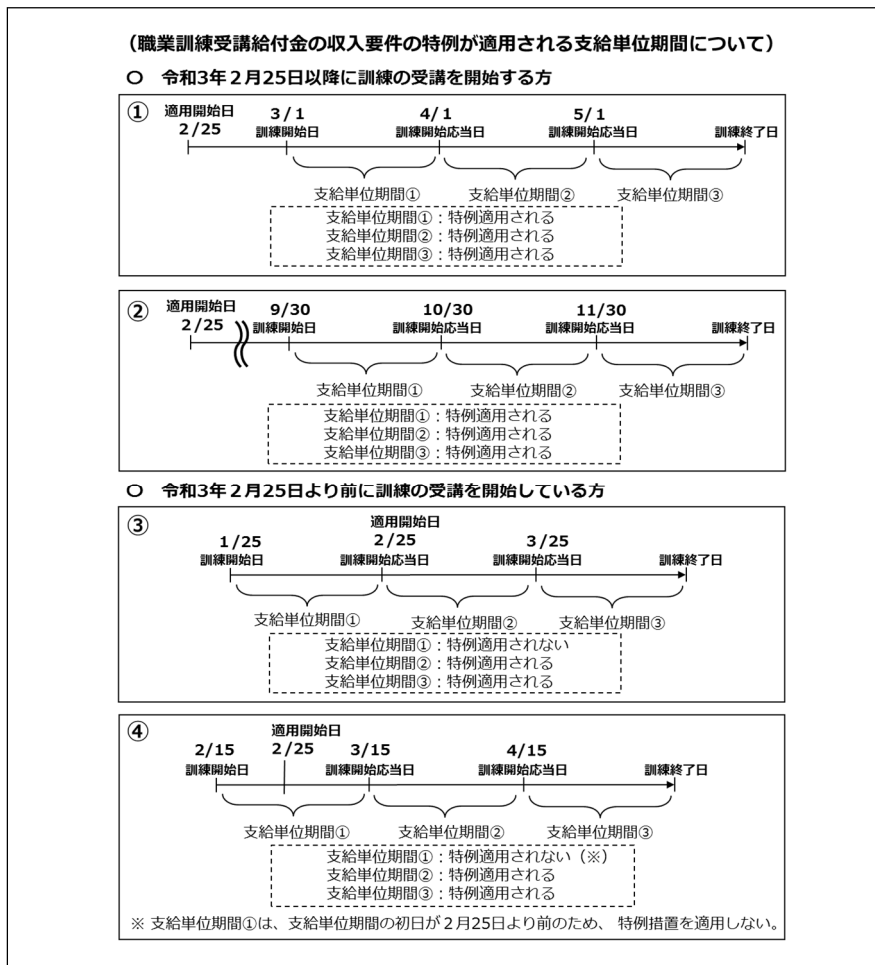 (職業訓練受講給付金の収入要件の特例が適用される支給単位期間について)
○ 令和3年2月25日以降に訓練の受講を開始する方
①
適用開始日 3/1 4/1 5/1
2/25 訓練開始日 訓練開始応当日 訓練開始応当日 訓練終了日
支給単位期間① 支給単位期間② 支給単位期間③
支給単位期間①:特例適用される
支給単位期間②:特例適用される
支給単位期間③:特例適用される
②
適用開始日 9/30 10/30 11/30
2/25 訓練開始日 訓練開始応当日 訓練開始応当日 訓練終了日
支給単位期間① 支給単位期間② 支給単位期間③
支給単位期間①:特例適用される
支給単位期間②:特例適用される
支給単位期間③:特例適用される
○ 令和3年2月25日より前に訓練の受講を開始している方
③
適用開始日
1/25 2/25 3/25
訓練開始日 訓練開始応当日 訓練開始応当日 訓練終了日
支給単位期間① 支給単位期間② 支給単位期間③
支給単位期間①:特例適用されない
支給単位期間②:特例適用される
支給単位期間③:特例適用される
④
適用開始日
2/15 2/25 3/15 4/15
訓練開始日 訓練開始応当日 訓練開始応当日 訓練終了日
支給単位期間① 支給単位期間② 支給単位期間③
支給単位期間①:特例適用されない(※)
支給単位期間②:特例適用される
支給単位期間③:特例適用される
※ 支給単位期間①は、支給単位期間の初日が2月25日より前のため、 特例措置を適用しない。